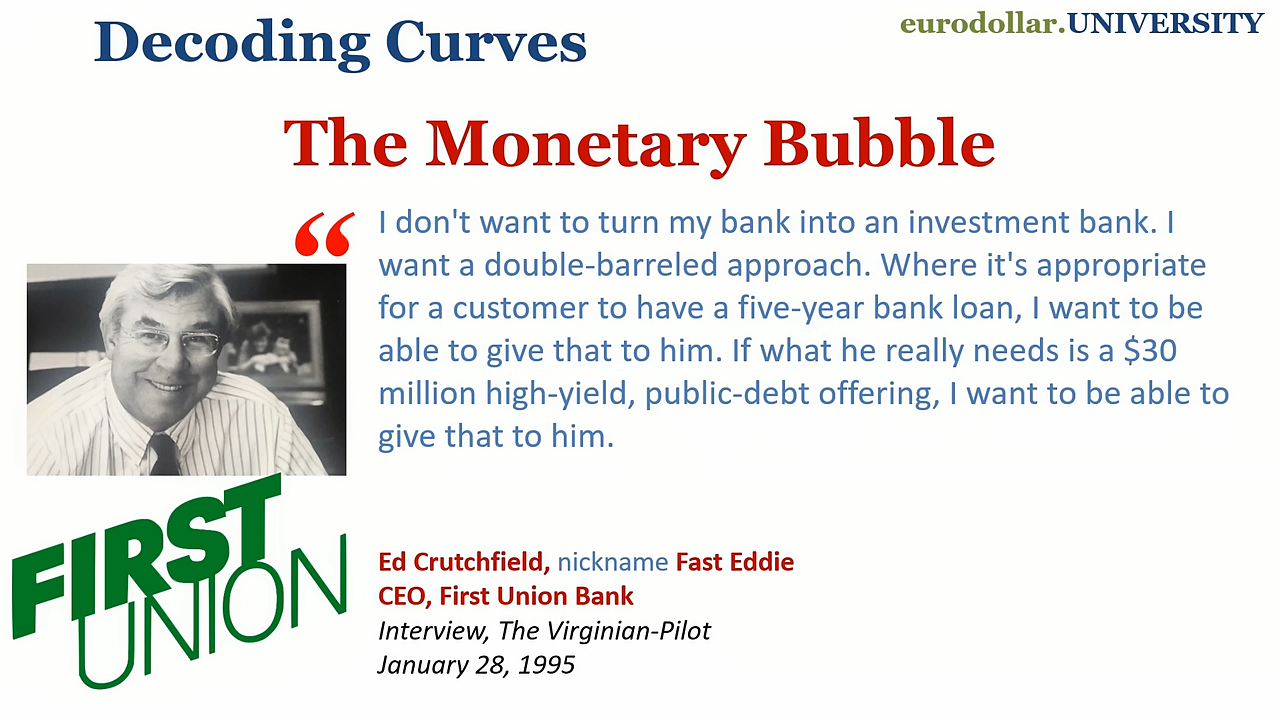 Decoding Curves
eurodollar.UNIVERSITY
The Monetary Bubble
“
I don't want to turn my bank into an investment bank. I
want a double-barreled approach. Where it's appropriate
for a customer to have a five-year bank loan, I want to be
able to give that to him. If what he really needs is a $30
million high-yield, public-debt offering, I want to be able to
give that to him.
FIRST
UNION
Ed Crutchfield, nickname Fast Eddie
CEO, First Union Bank
Interview, The Virginian-Pilot
January 28, 1995